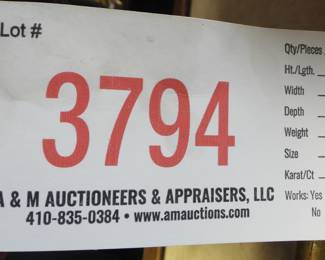 Lot #
3794
A & M AUCTIONEERS & APPRAISERS, LLC
410-835-0384 • www.amauctions.com
Qty/Pieces
Ht./Lgth.
Width
Depth
Weight
Size
Karat/Ct
Works: Yes
No